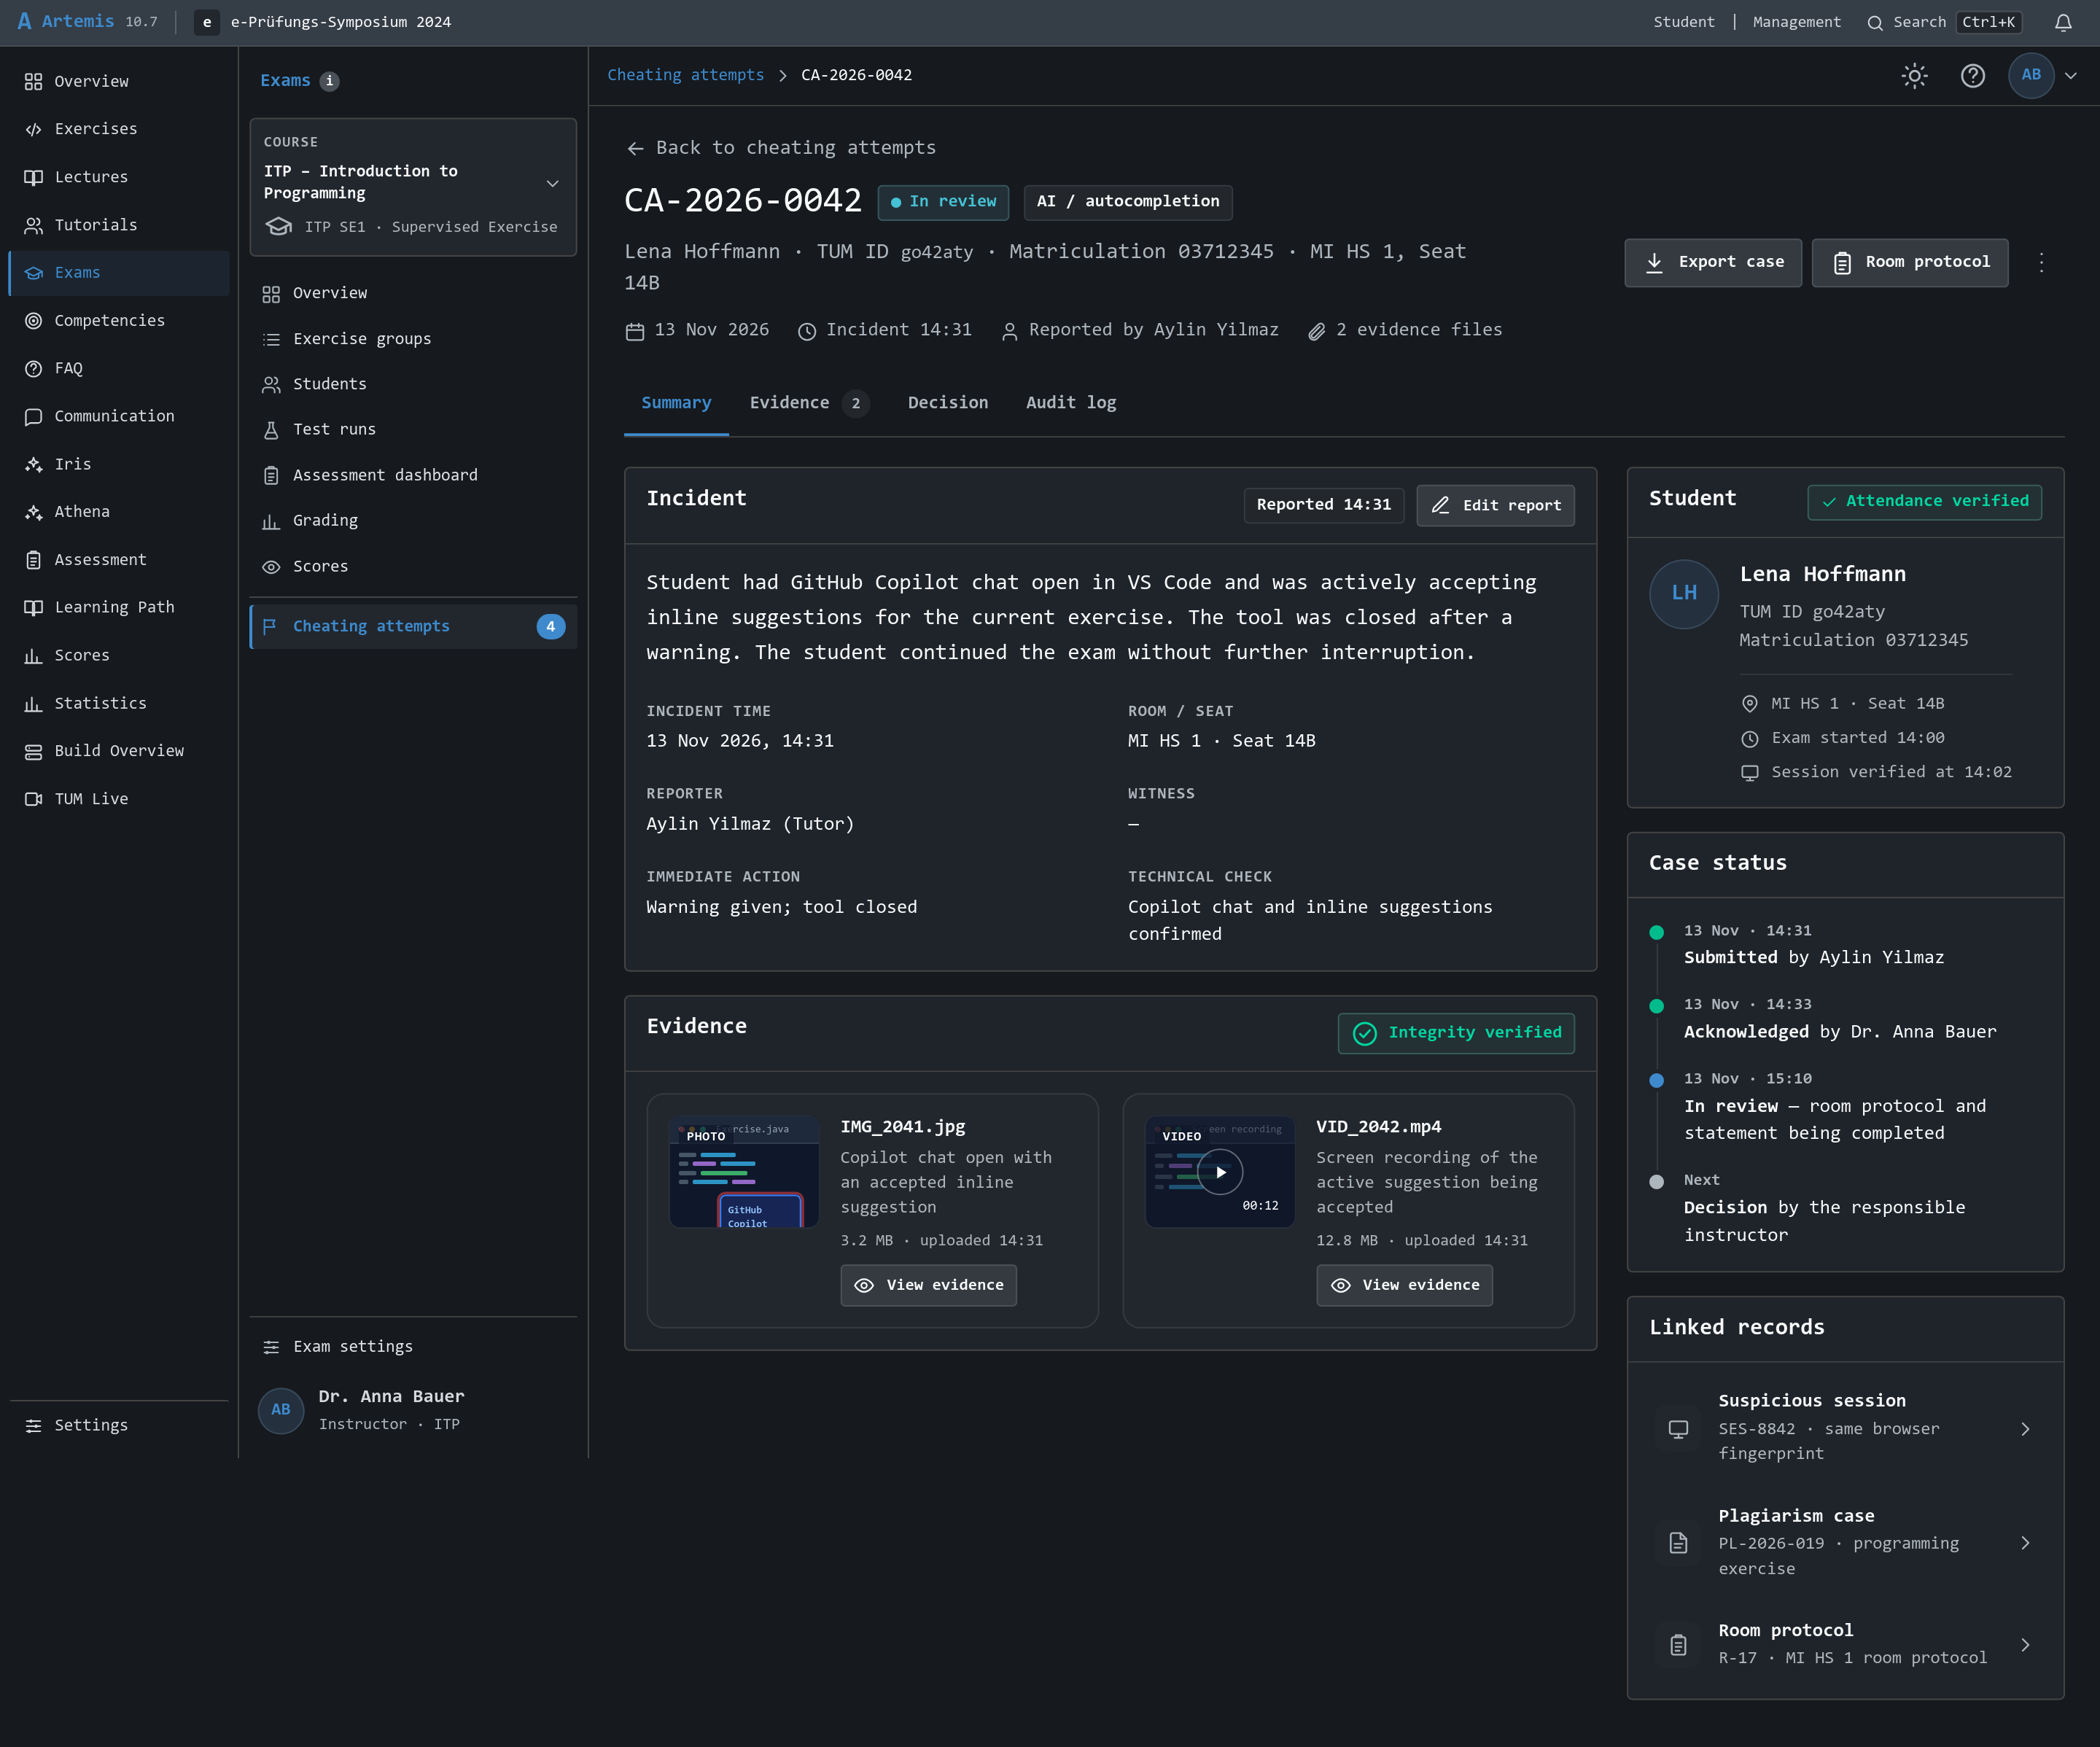 A Artemis 10.7 e e-Prüfungs-Symposium 2024
Student | Management Search Ctrl+K
Overview
Exercises
Lectures
Tutorials
Exams
Competencies
FAQ
Communication
Iris
Athena
Assessment
Learning Path
Scores
Statistics
Build Overview
TUM Live
Settings
Exams i
COURSE
ITP – Introduction to
Programming
ITP SE1 · Supervised Exercise
Overview
Exercise groups
Students
Test runs
Assessment dashboard
Grading
Scores
Cheating attempts 4
Exam settings
AB
Dr. Anna Bauer
Instructor · ITP
Cheating attempts > CA-2026-0042
AB
← Back to cheating attempts
CA-2026-0042 In review AI / autocompletion
Lena Hoffmann · TUM ID go42aty · Matriculation 03712345 · MI HS 1, Seat
14B
13 Nov 2026 Incident 14:31 Reported by Aylin Yilmaz 2 evidence files
Export case Room protocol
Summary Evidence 2 Decision Audit log
Incident
Reported 14:31 Edit report
Student had GitHub Copilot chat open in VS Code and was actively accepting
inline suggestions for the current exercise. The tool was closed after a
warning. The student continued the exam without further interruption.
INCIDENT TIME
13 Nov 2026, 14:31
ROOM / SEAT
MI HS 1 · Seat 14B
REPORTER
Aylin Yilmaz (Tutor)
WITNESS
—
IMMEDIATE ACTION
Warning given; tool closed
TECHNICAL CHECK
Copilot chat and inline suggestions
confirmed
Evidence
Integrity verified
PHOTO
GitHub
Copilot
IMG_2041.jpg
Copilot chat open with
an accepted inline
suggestion
3.2 MB · uploaded 14:31
View evidence
VIDEO recording
00:12
VID_2042.mp4
Screen recording of the
active suggestion being
accepted
12.8 MB · uploaded 14:31
View evidence
Student
Attendance verified
LH
Lena Hoffmann
TUM ID go42aty
Matriculation 03712345
MI HS 1 · Seat 14B
Exam started 14:00
Session verified at 14:02
Case status
13 Nov · 14:31
Submitted by Aylin Yilmaz
13 Nov · 14:33
Acknowledged by Dr. Anna Bauer
13 Nov · 15:10
In review — room protocol and
statement being completed
Next
Decision by the responsible
instructor
Linked records
Suspicious session
SES-8842 · same browser
fingerprint
Plagiarism case
PL-2026-019 · programming
exercise
Room protocol
R-17 · MI HS 1 room protocol